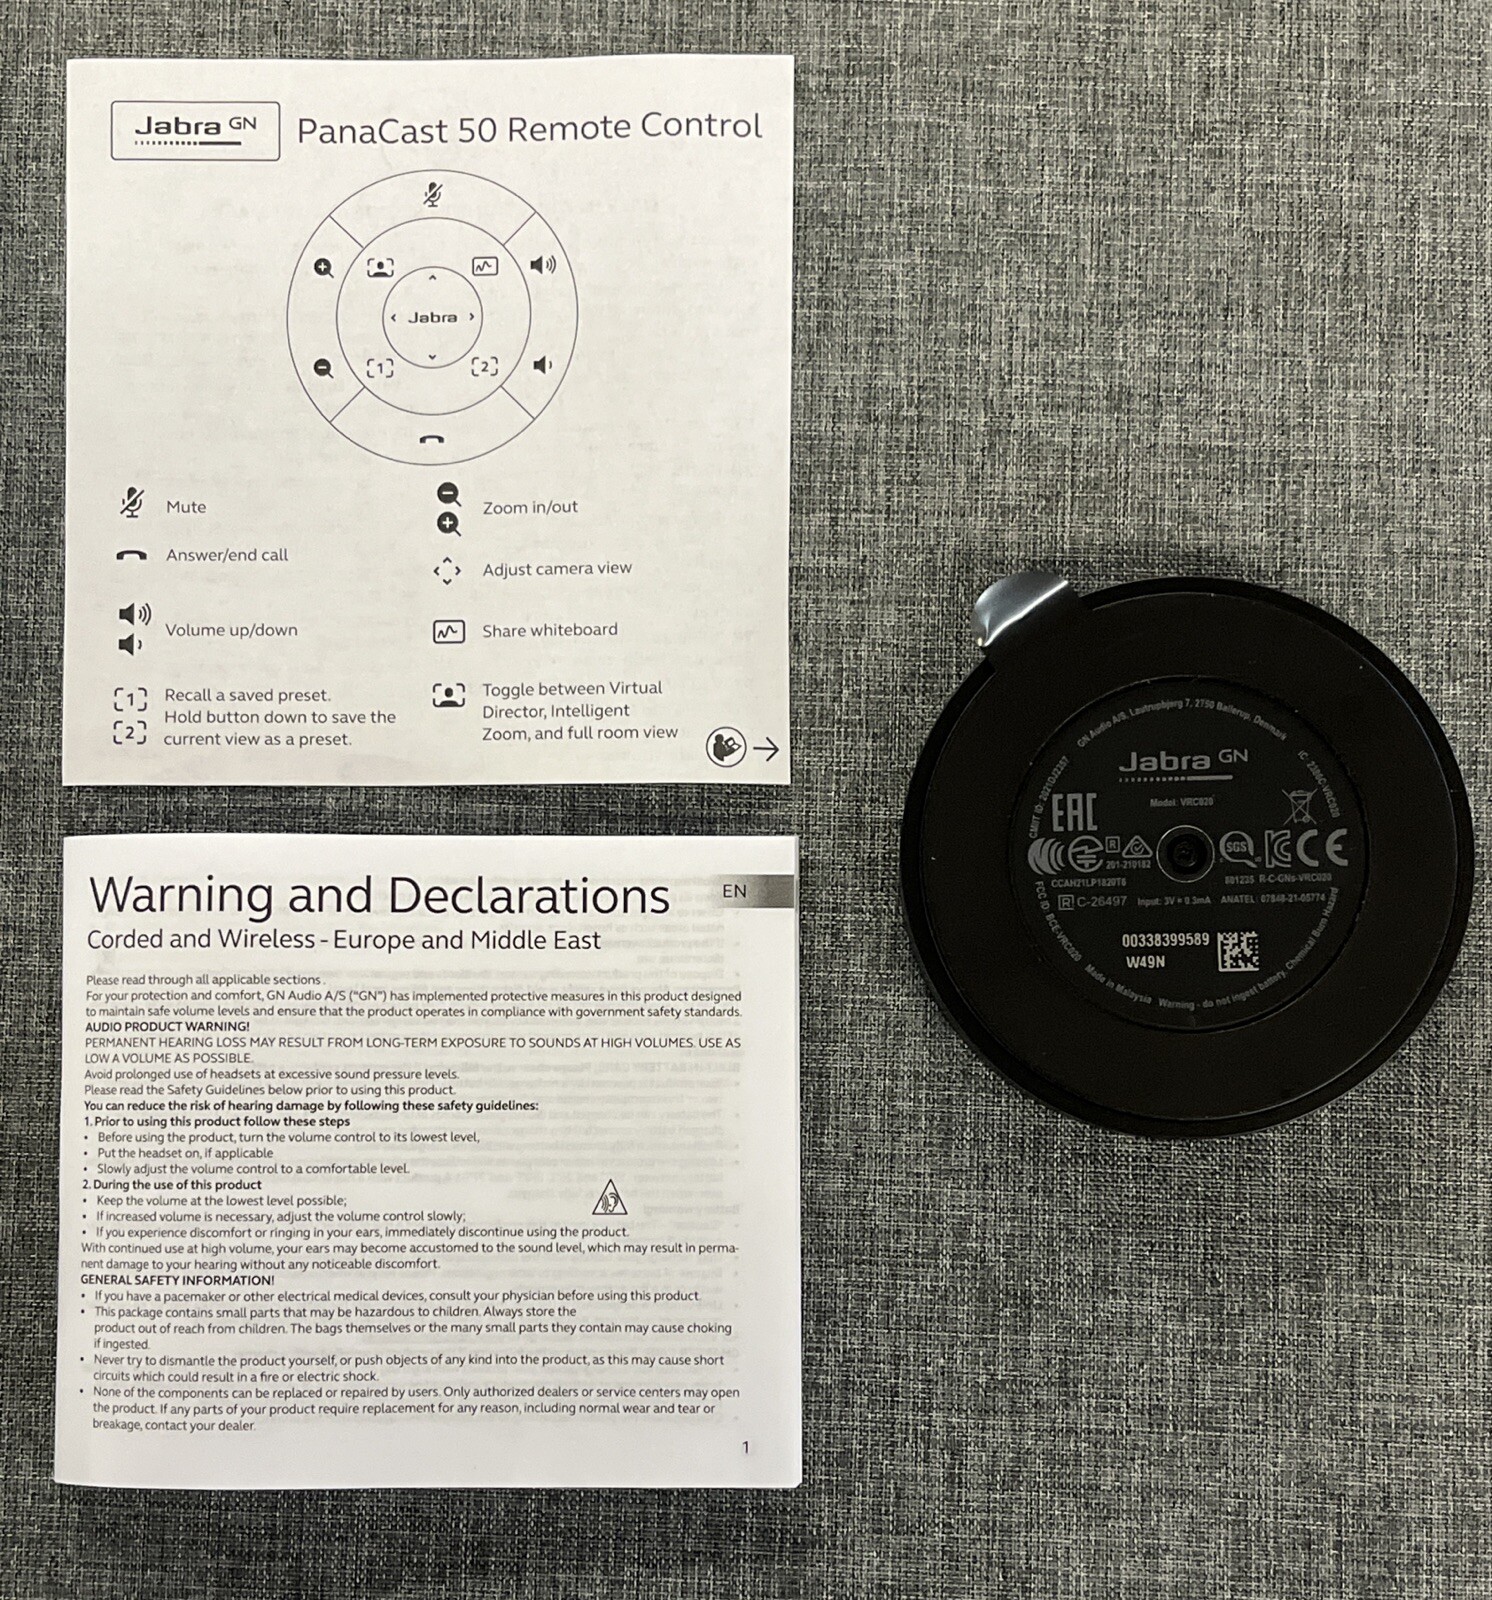 Jabra GN
PanaCast 50 Remote Control
1
Jabra
2
Mute
Zoom in/out
Answer/end call
Adjust camera view
Volume up/down
Share whiteboard
1
2
Recall a saved preset.
Hold button down to save the
current view as a preset.
Toggle between Virtual
Director, Intelligent
Zoom, and full room view
Warning and Declarations
EN
Corded and Wireless - Europe and Middle East
Please read through all applicable sections.
For your protection and comfort, GN Audio A/S ("GN") has implemented protective measures in this product designed
to maintain safe volume levels and ensure that the product operates in compliance with government safety standards.
AUDIO PRODUCT WARNING!
PERMANENT HEARING LOSS MAY RESULT FROM LONG-TERM EXPOSURE TO SOUNDS AT HIGH VOLUMES. USE AS
LOW A VOLUME AS POSSIBLE.
Avoid prolonged use of headsets at excessive sound pressure levels.
Please read the Safety Guidelines below prior to using this product.
You can reduce the risk of hearing damage by following these safety guidelines:
1. Prior to using this product follow these steps
• Before using the product, turn the volume control to its lowest level,
• Put the headset on, if applicable
• Slowly adjust the volume control to a comfortable level.
2. During the use of this product
• Keep the volume at the lowest level possible;
• If increased volume is necessary, adjust the volume control slowly;
• If you experience discomfort or ringing in your ears, immediately discontinue using the product.
With continued use at high volume, your ears may become accustomed to the sound level, which may result in perma-
nent damage to your hearing without any noticeable discomfort.
GENERAL SAFETY INFORMATION!
• If you have a pacemaker or other electrical medical devices, consult your physician before using this product.
• This package contains small parts that may be hazardous to children. Always store the
product out of reach from children. The bags themselves or the many small parts they contain may cause choking
if ingested.
• Never try to dismantle the product yourself, or push objects of any kind into the product, as this may cause short
circuits which could result in a fire or electric shock.
• None of the components can be replaced or repaired by users. Only authorized dealers or service centers may open
the product. If any parts of your product require replacement for any reason, including normal wear and tear or
breakage, contact your dealer.
1
GN Audio A/S, Lautrupbjerg 7, 2750 Ballerup, Denmark
IC: 2386C-VRC020
Jabra GN
Model: VRC020
EAC
R
201-210182
SGS
CE
CCAH21LP1820T6
R-C-GNs-VRC020
R C-26497
Input: 3V 0.3mA
ANATEL: 07848-21-05774
FCC ID: BCE-VRC020
00338399589
W49N
Made in Malaysia
Warning - do not ingest battery, Chemical Burn Hazard